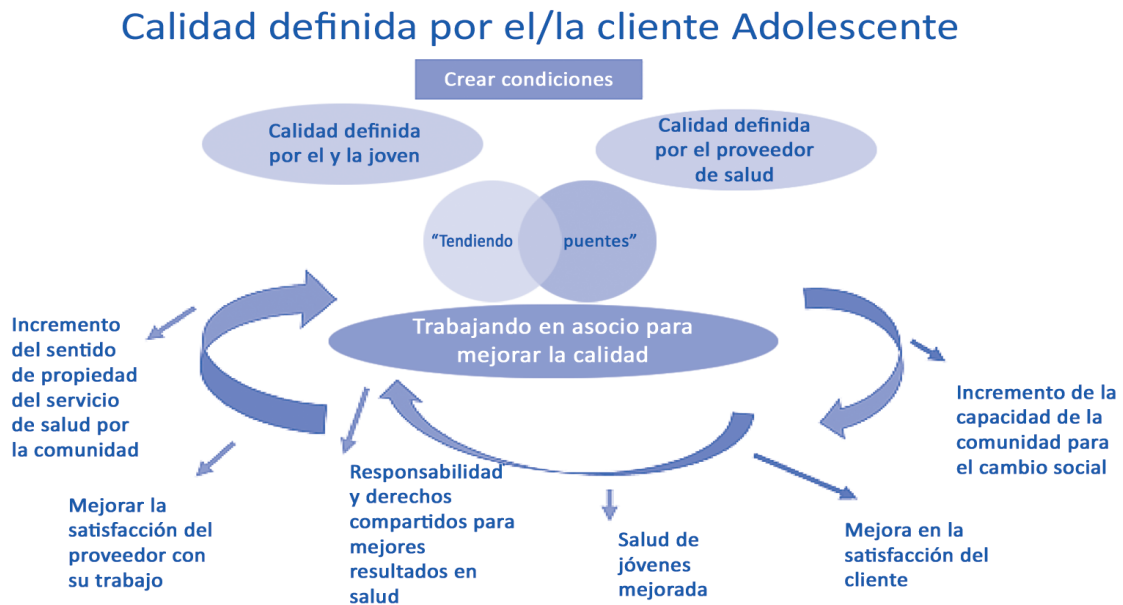 Calidad definida por el/la cliente Adolescente
Crear condiciones
Calidad definida
por el y la joven
Calidad definida
por el proveedor
de salud
“Tendiendo
puentes”
Trabajando en asocio para
mejorar la calidad
Incremento
del sentido
de propiedad
del servicio
de salud por
la comunidad
Mejorar la
satisfacción del
proveedor con
su trabajo
Responsabilidad
y derechos
compartidos para
mejores
resultados en
salud
Salud de
jóvenes
mejorada
Mejora en la
satisfacción del
cliente
Incremento de la
capacidad de la
comunidad para
el cambio social